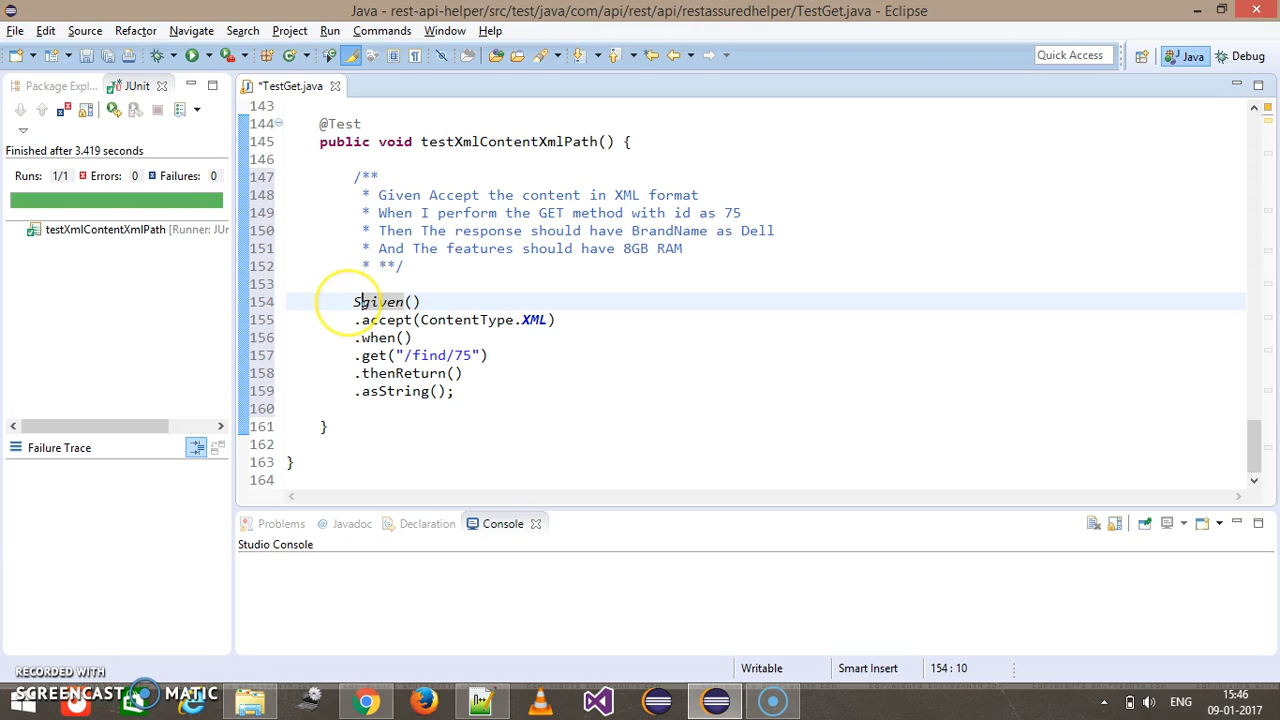 Java - rest-api-helper/src/test/java/com/api/rest/api/restassuredhelper/TestGet.java - Eclipse
File Edit Source Refactor Navigate Search Project Run Commands Window Help
Quick Access Java Debug
Package Expl... JUnit *TestGet.java
Finished after 3.419 seconds
Runs: 1/1 Errors: 0 Failures: 0
testXmlContentXmlPath [Runner: JUr
Failure Trace
143
144 @Test
145 public void testXmlContentXmlPath() {
146
147 /**
148 * Given Accept the content in XML format
149 * When I perform the GET method with id as 75
150 * Then The response should have BrandName as Dell
151 * And The features should have 8GB RAM
152 * **/
153
154 Sgiven()
155 .accept(ContentType.XML)
156 .when()
157 .get("/find/75")
158 .thenReturn()
159 .asString();
160
161 }
162
163 }
164
Problems @ Javadoc Declaration Console
Studio Console
Writable Smart Insert 154 : 10
RECORDED WITH
SCREENCAST MATIC
ENG
15:46
09-01-2017